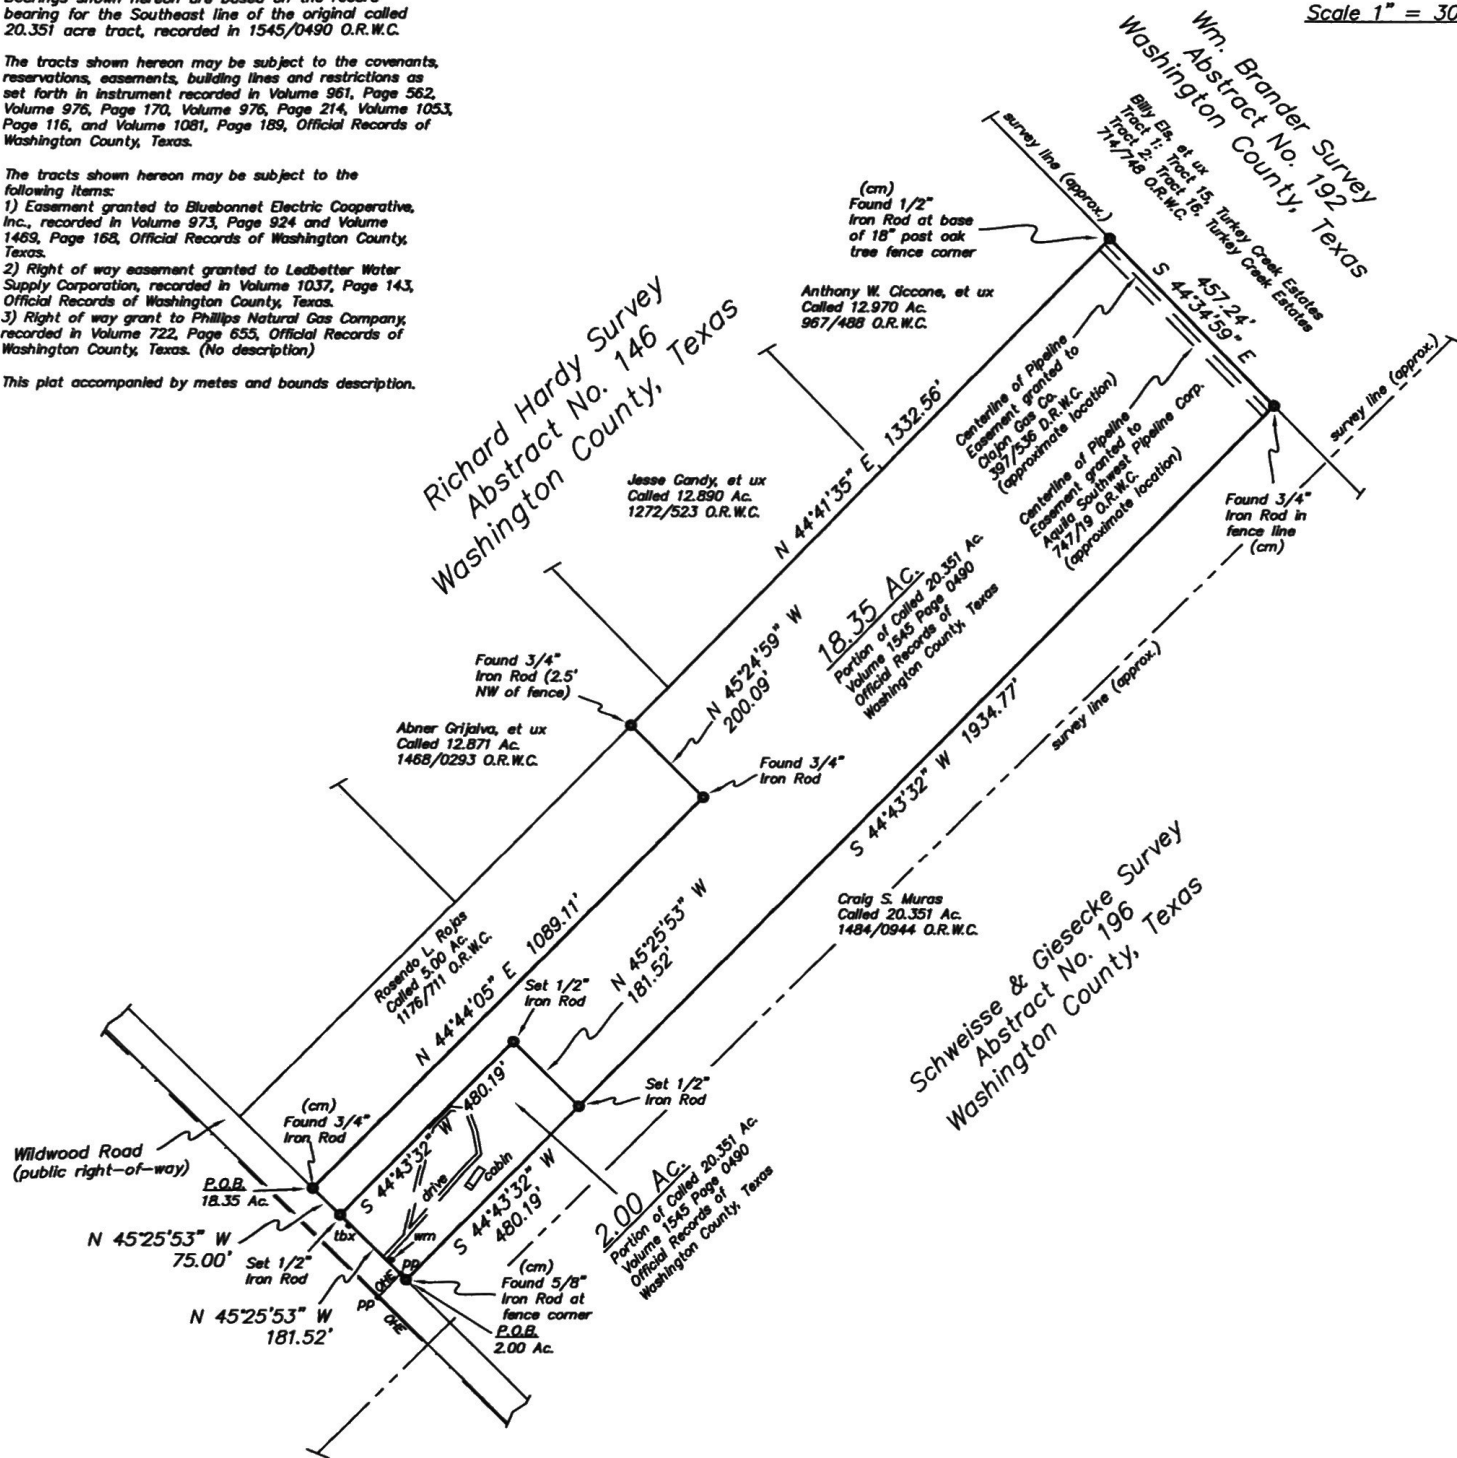 bearing for the Southeast line of the original called
20.351 acre tract, recorded in 1545/0490 O.R.W.C.
The tracts shown hereon may be subject to the covenants,
reservations, easements, building lines and restrictions as
set forth in instrument recorded in Volume 961, Page 562,
Volume 976, Page 170, Volume 976, Page 214, Volume 1053,
Page 116, and Volume 1081, Page 189, Official Records of
Washington County, Texas.
The tracts shown hereon may be subject to the
following items:
1) Easement granted to Bluebonnet Electric Cooperative,
Inc., recorded in Volume 973, Page 924 and Volume
1469, Page 168, Official Records of Washington County,
Texas.
2) Right of way easement granted to Ledbetter Water
Supply Corporation, recorded in Volume 1037, Page 143,
Official Records of Washington County, Texas.
3) Right of way grant to Phillips Natural Gas Company,
recorded in Volume 722, Page 655, Official Records of
Washington County, Texas. (No description)
This plat accompanied by metes and bounds description.
Scale 1" = 30
Wm. Brander Survey
Abstract No. 192
Washington County, Texas
Billy Els, et ux
Tract 1: Tract 15, Turkey Creek Estates
Tract 2: Tract 16, Turkey Creek Estates
714/748 O.R.W.C.
survey line (approx.)
(cm)
Found 1/2"
Iron Rod at base
of 18" post oak
tree fence corner
S 44°34'59" E
457.24'
Anthony W. Ciccone, et ux
Called 12.970 Ac.
967/488 O.R.W.C.
Richard Hardy Survey
Abstract No. 146
Washington County, Texas
survey line (approx.)
Centerline of Pipeline
Easement granted to
Clajon Gas Co.
397/536 D.R.W.C.
(approximate location)
Centerline of Pipeline
Easement granted to
Aquila Southwest Pipeline Corp.
747/19 O.R.W.C.
(approximate location)
N 44°41'35" E 1332.56'
Jesse Gandy, et ux
Called 12.890 Ac.
1272/523 O.R.W.C.
Found 3/4"
Iron Rod in
fence line
(cm)
18.35 Ac.
Portion of Called 20.351 Ac.
Volume 1545 Page 0490
Official Records of
Washington County, Texas
N 45°24'59" W
200.09'
Found 3/4"
Iron Rod (2.5'
NW of fence)
Abner Grijalva, et ux
Called 12.871 Ac.
1468/0293 O.R.W.C.
Found 3/4"
Iron Rod
S 44°43'32" W 1934.77'
survey line (approx.)
Craig S. Muras
Called 20.351 Ac.
1484/0944 O.R.W.C.
Schweisse & Giesecke Survey
Abstract No. 196
Washington County, Texas
Rosendo L. Rojas
Called 5.00 Ac.
1176/711 O.R.W.C.
N 44°44'05" E 1089.11'
Set 1/2"
Iron Rod
N 45°25'53" W
181.52'
Set 1/2"
Iron Rod
S 44°43'32" W 480.19'
drive
cabin
S 44°43'32" W
480.19'
2.00 Ac.
Portion of Called 20.351 Ac.
Volume 1545 Page 0490
Official Records of
Washington County, Texas
(cm)
Found 3/4"
Iron Rod
Wildwood Road
(public right-of-way)
P.O.B.
18.35 Ac.
N 45°25'53" W
75.00'
Set 1/2"
Iron Rod
tbx
wm
pp
OHE
pp
OHE
N 45°25'53" W
181.52'
(cm)
Found 5/8"
Iron Rod at
fence corner
P.O.B.
2.00 Ac.